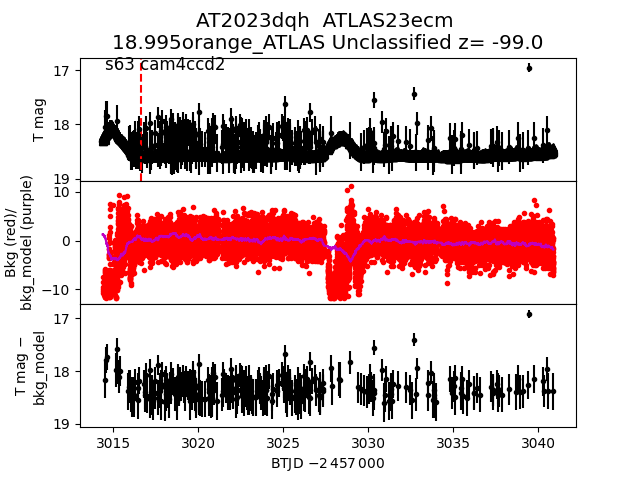 AT2023dqh  ATLAS23ecm
18.995orange_ATLAS Unclassified z= -99.0
s63 cam4ccd2
17
18
19
T mag
10
0
−10
Bkg (red)/
bkg_model (purple)
17
18
19
T mag −
bkg_model
3015 3020 3025 3030 3035 3040
BTJD −2 457 000